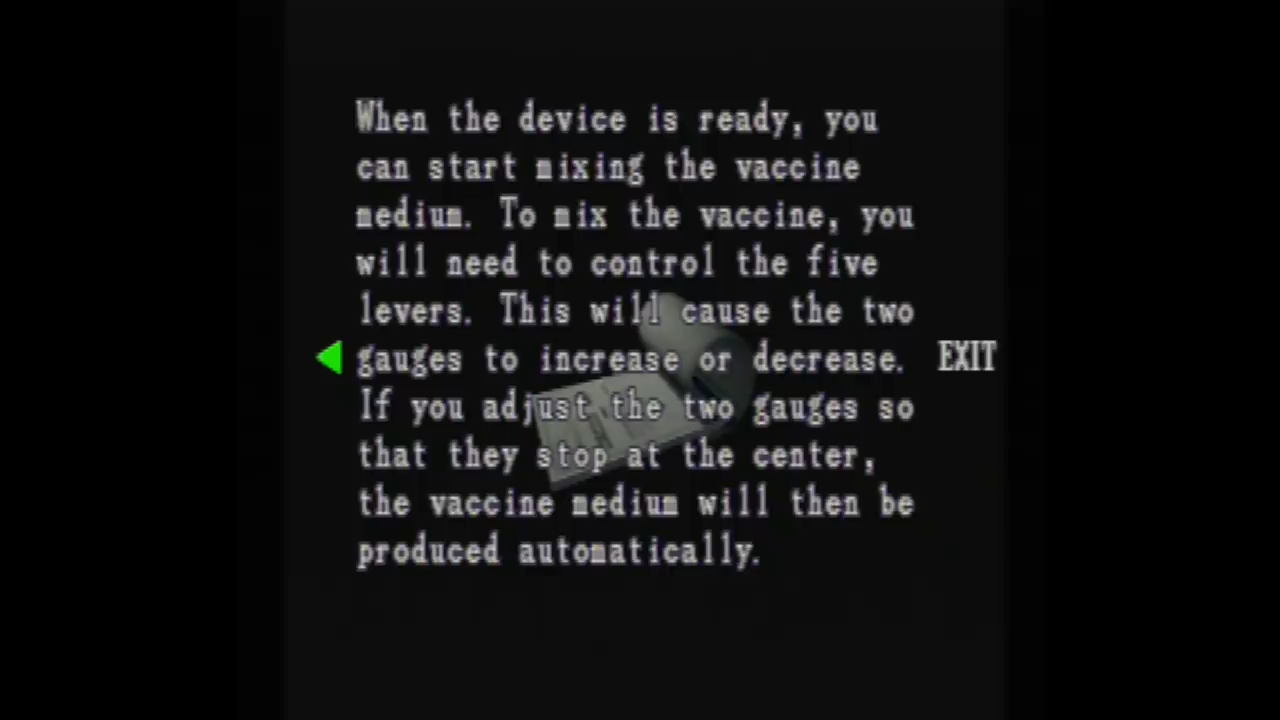 When the device is ready, you
can start mixing the vaccine
medium. To mix the vaccine, you
will need to control the five
levers. This will cause the two
gauges to increase or decrease.
EXIT
If you adjust the two gauges so
that they stop at the center,
the vaccine medium will then be
produced automatically.